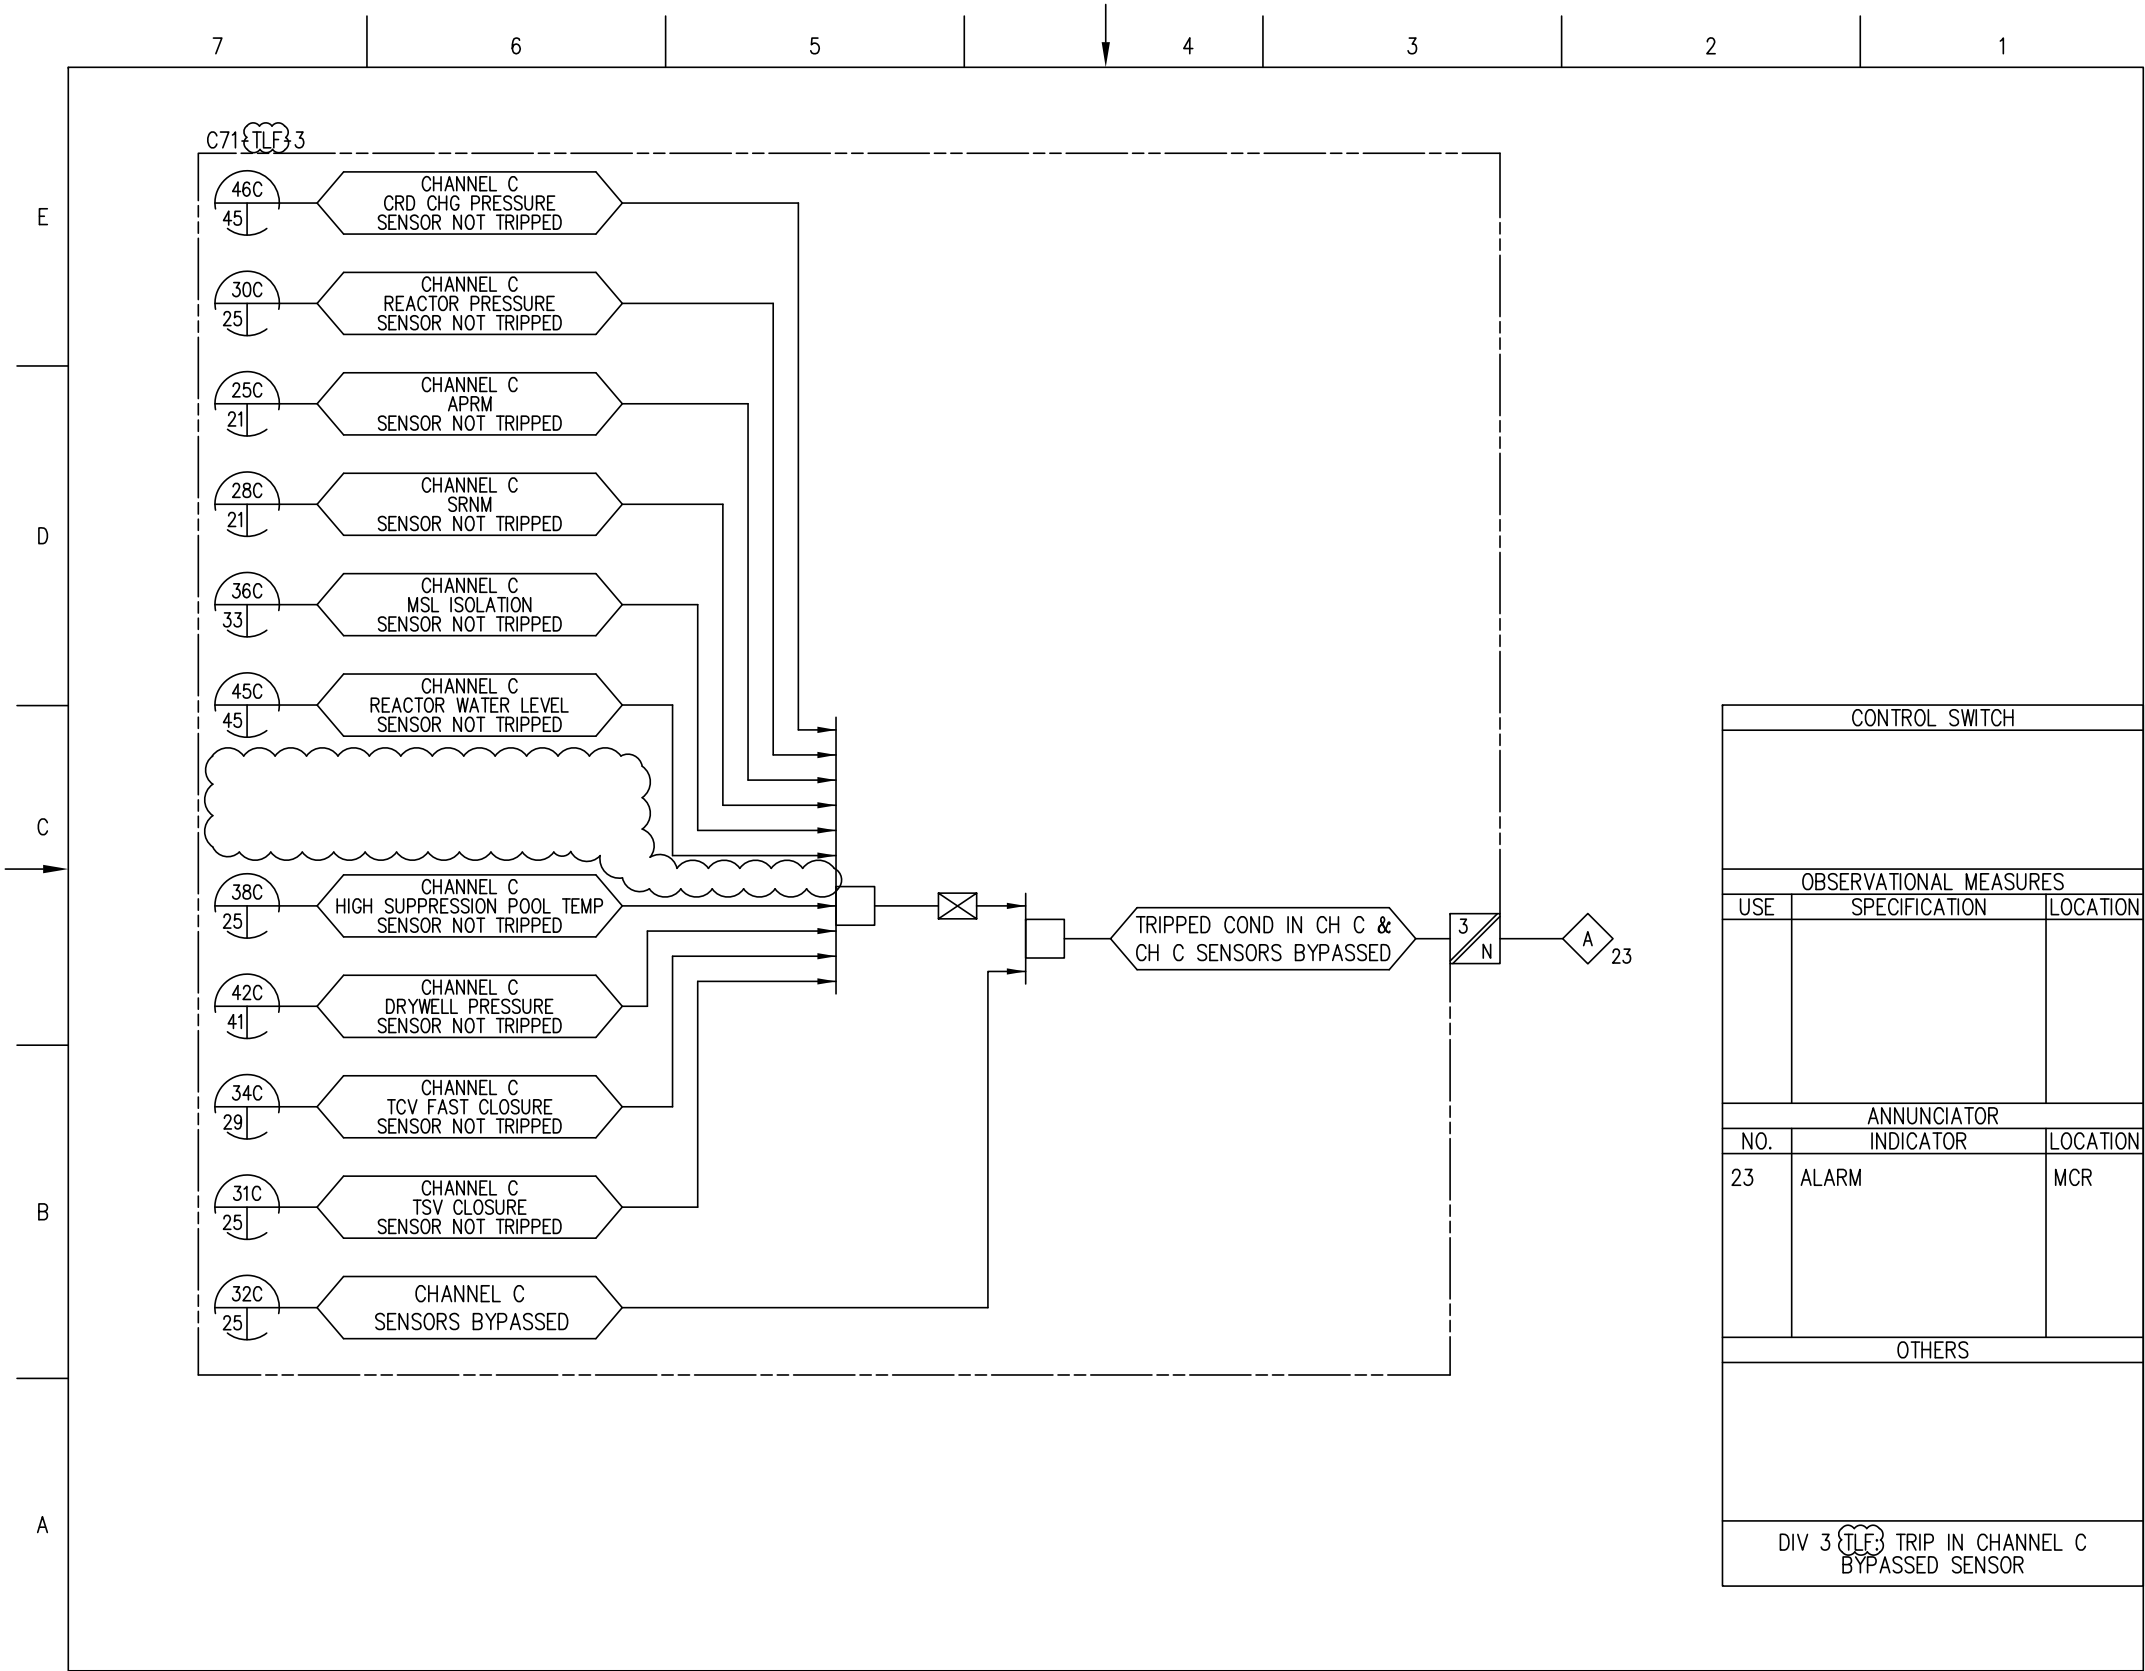 7 6 5 4 3 2 1
C71-TLF-3
46C
45
CHANNEL C
CRD CHG PRESSURE
SENSOR NOT TRIPPED
E
30C
25
CHANNEL C
REACTOR PRESSURE
SENSOR NOT TRIPPED
25C
21
CHANNEL C
APRM
SENSOR NOT TRIPPED
28C
21
CHANNEL C
SRNM
SENSOR NOT TRIPPED
D
36C
33
CHANNEL C
MSL ISOLATION
SENSOR NOT TRIPPED
45C
45
CHANNEL C
REACTOR WATER LEVEL
SENSOR NOT TRIPPED
C
38C
25
CHANNEL C
HIGH SUPPRESSION POOL TEMP
SENSOR NOT TRIPPED
TRIPPED COND IN CH C &
CH C SENSORS BYPASSED
3
N
A
23
42C
41
CHANNEL C
DRYWELL PRESSURE
SENSOR NOT TRIPPED
34C
29
CHANNEL C
TCV FAST CLOSURE
SENSOR NOT TRIPPED
31C
25
CHANNEL C
TSV CLOSURE
SENSOR NOT TRIPPED
B
32C
25
CHANNEL C
SENSORS BYPASSED
A
CONTROL SWITCH
OBSERVATIONAL MEASURES
USE SPECIFICATION LOCATION
ANNUNCIATOR
NO. INDICATOR LOCATION
23 ALARM MCR
OTHERS
DIV 3 TLF: TRIP IN CHANNEL C
BYPASSED SENSOR